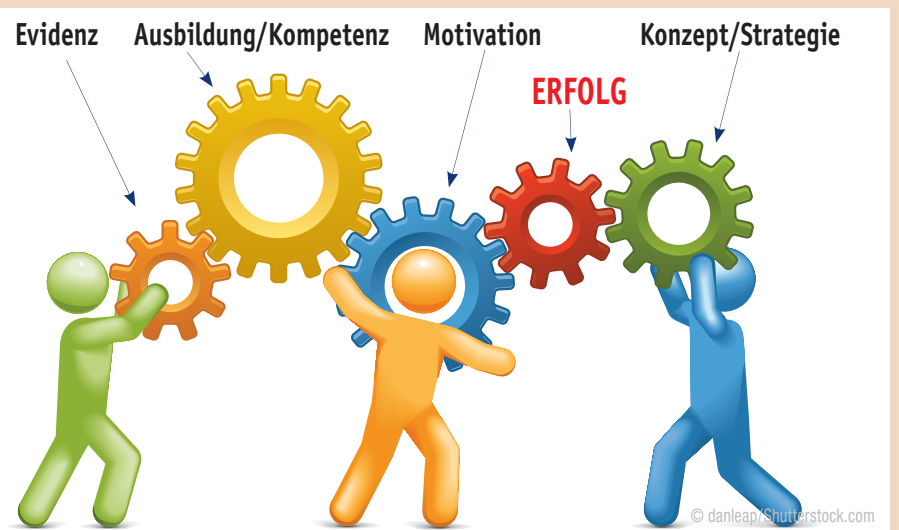 Evidenz Ausbildung/Kompetenz Motivation Konzept/Strategie
ERFOLG
© danleap/Shutterstock.com